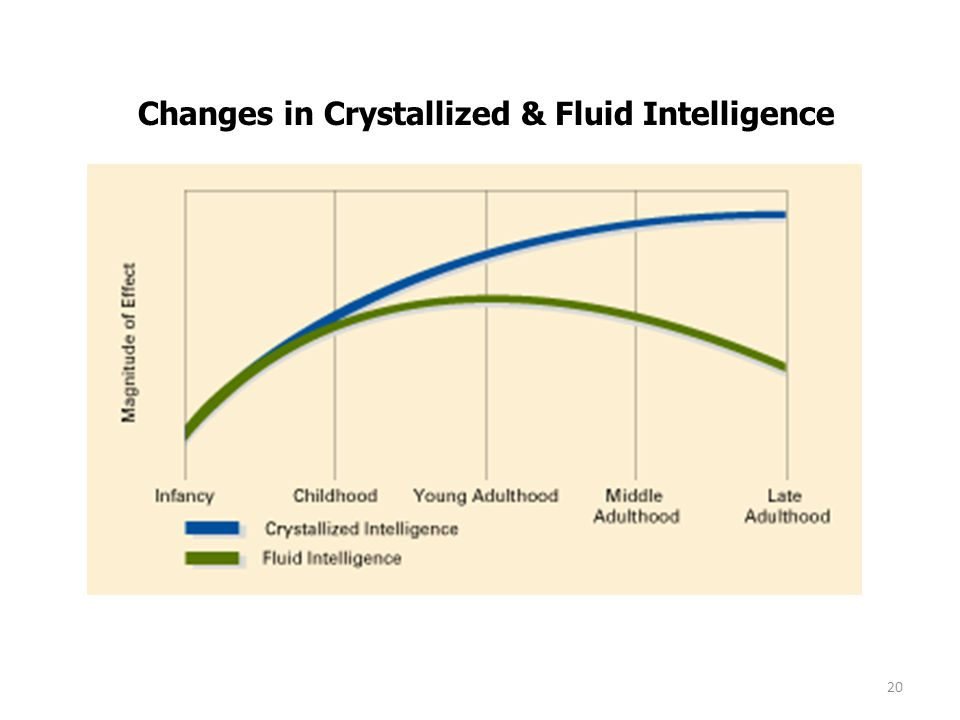 Changes in Crystallized & Fluid Intelligence
Magnitude of Effect
Infancy
Childhood
Young Adulthood
Middle
Adulthood
Late
Adulthood
Crystallized Intelligence
Fluid Intelligence
20